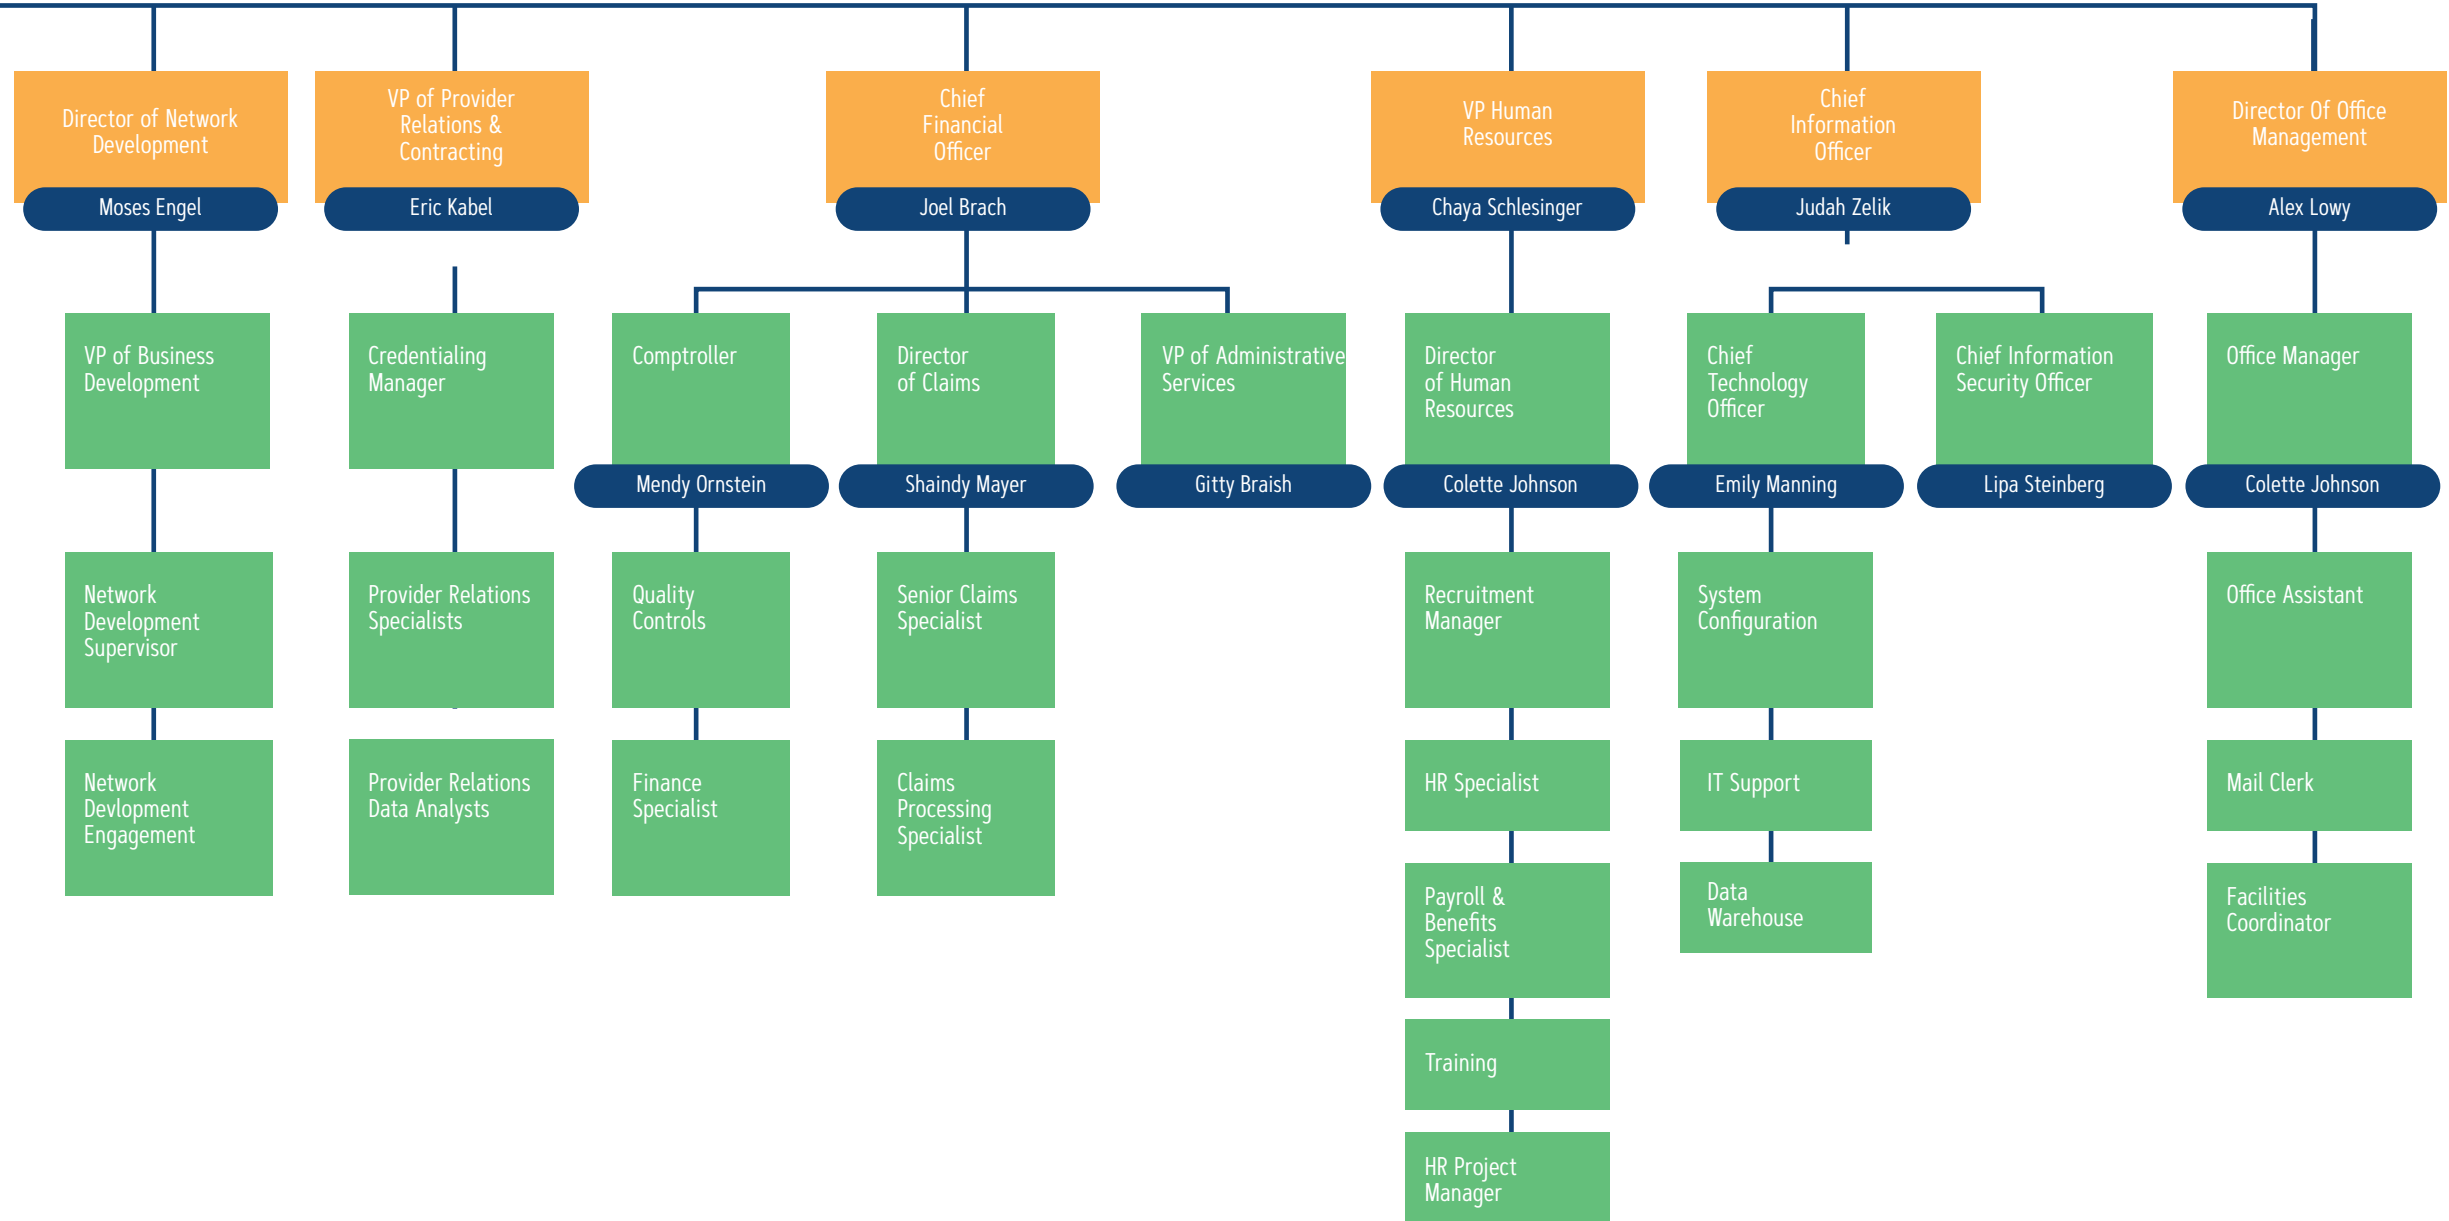 Director of Network
Development
Moses Engel
VP of Provider
Relations &
Contracting
Eric Kabel
Chief
Financial
Officer
Joel Brach
VP Human
Resources
Chaya Schlesinger
Chief
Information
Officer
Judah Zelik
Director Of Office
Management
Alex Lowy
VP of Business
Development
Credentialing
Manager
Comptroller
Mendy Ornstein
Director
of Claims
Shaindy Mayer
VP of Administrative
Services
Gitty Braish
Director
of Human
Resources
Colette Johnson
Chief
Technology
Officer
Emily Manning
Chief Information
Security Officer
Lipa Steinberg
Office Manager
Colette Johnson
Network
Development
Supervisor
Provider Relations
Specialists
Quality
Controls
Senior Claims
Specialist
Recruitment
Manager
System
Configuration
Office Assistant
Network
Devlopment
Engagement
Provider Relations
Data Analysts
Finance
Specialist
Claims
Processing
Specialist
HR Specialist
IT Support
Mail Clerk
Payroll &
Benefits
Specialist
Data
Warehouse
Facilities
Coordinator
Training
HR Project
Manager